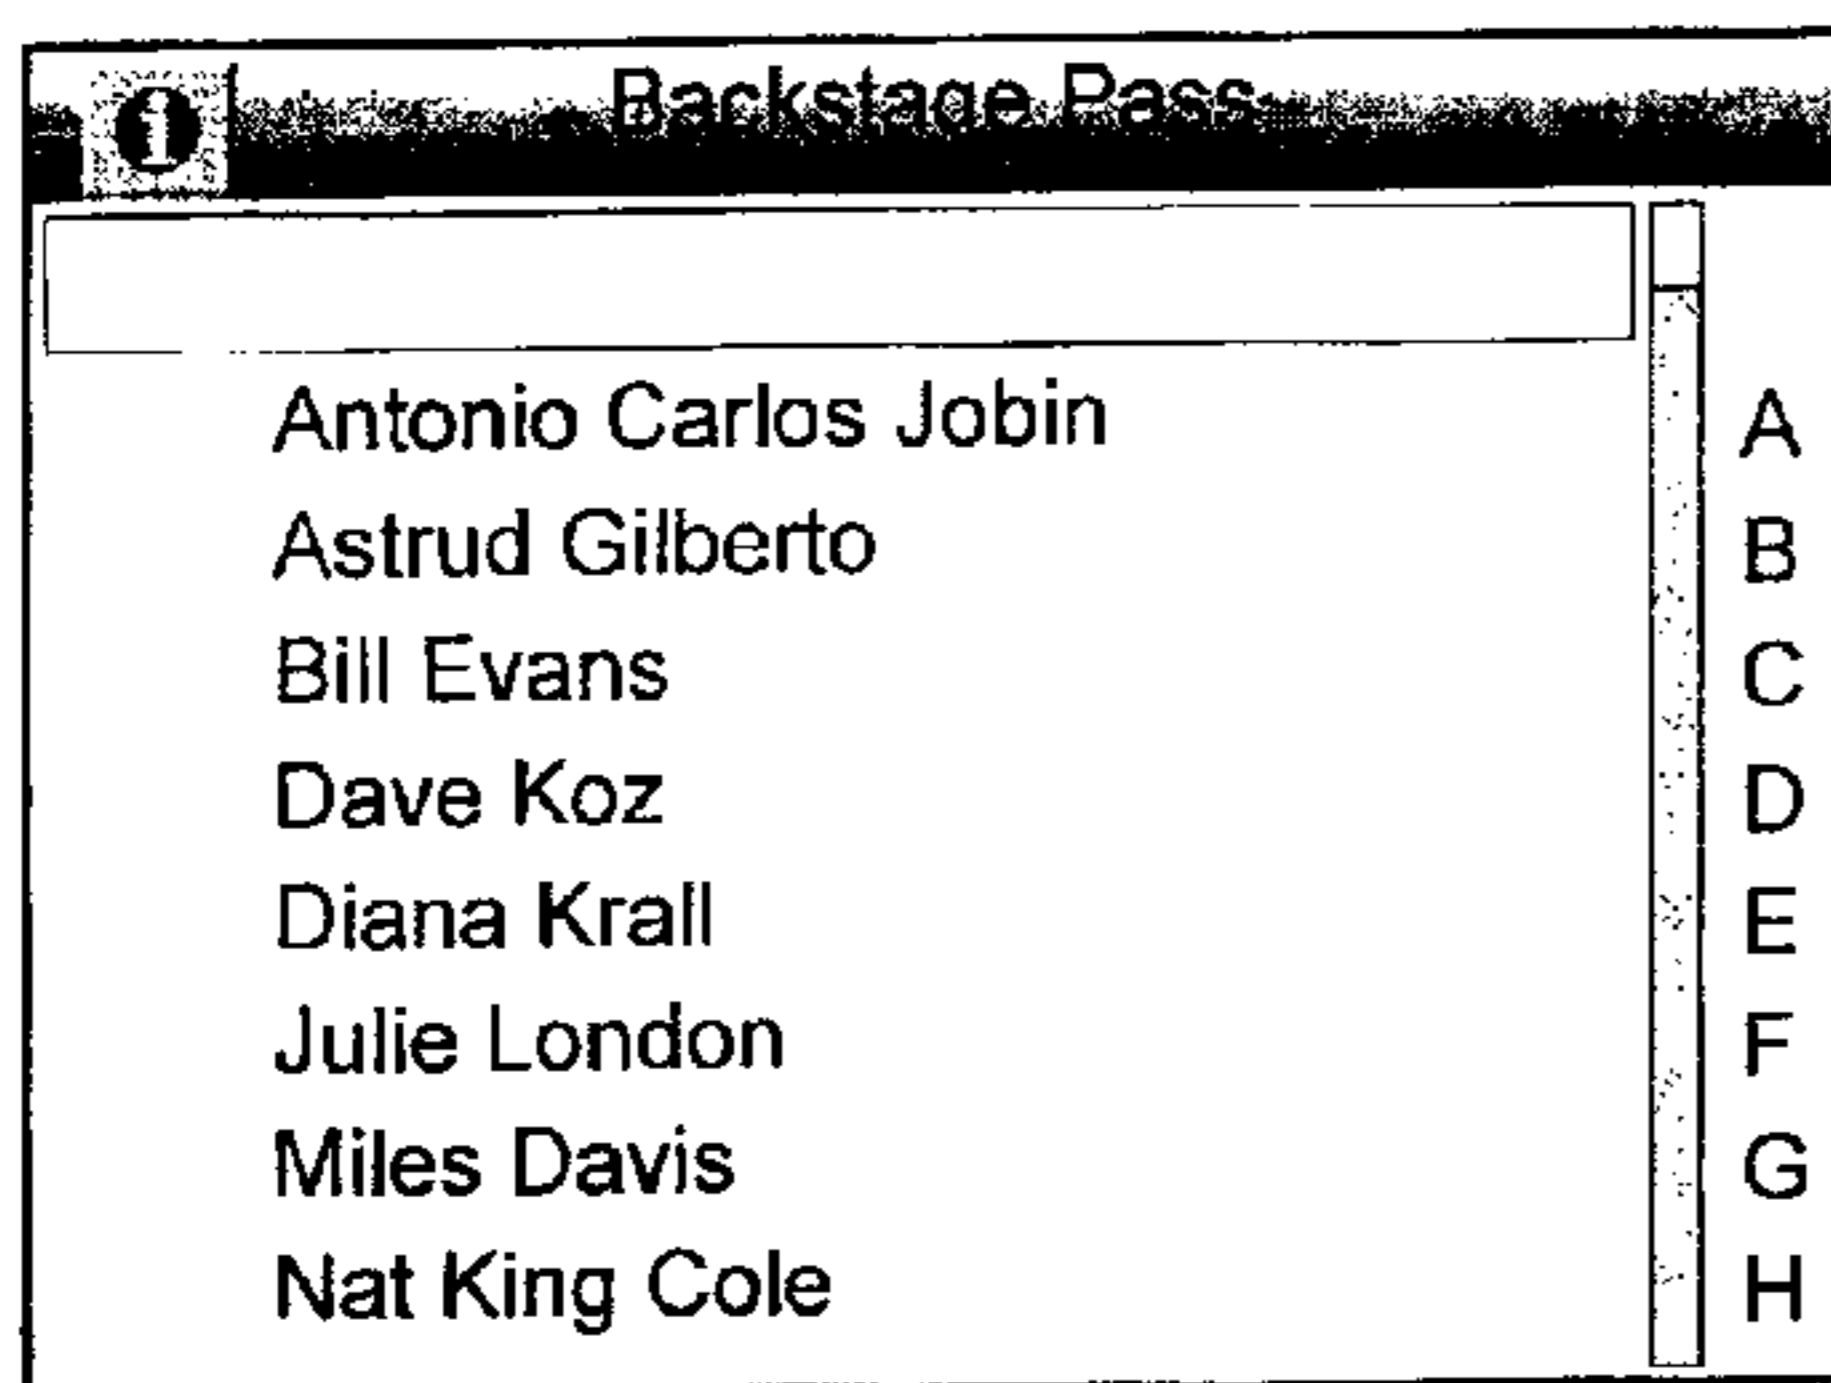 i Backstage Pass
Antonio Carlos Jobin A
Astrud Gilberto B
Bill Evans C
Dave Koz D
Diana Krall E
Julie London F
Miles Davis G
Nat King Cole H